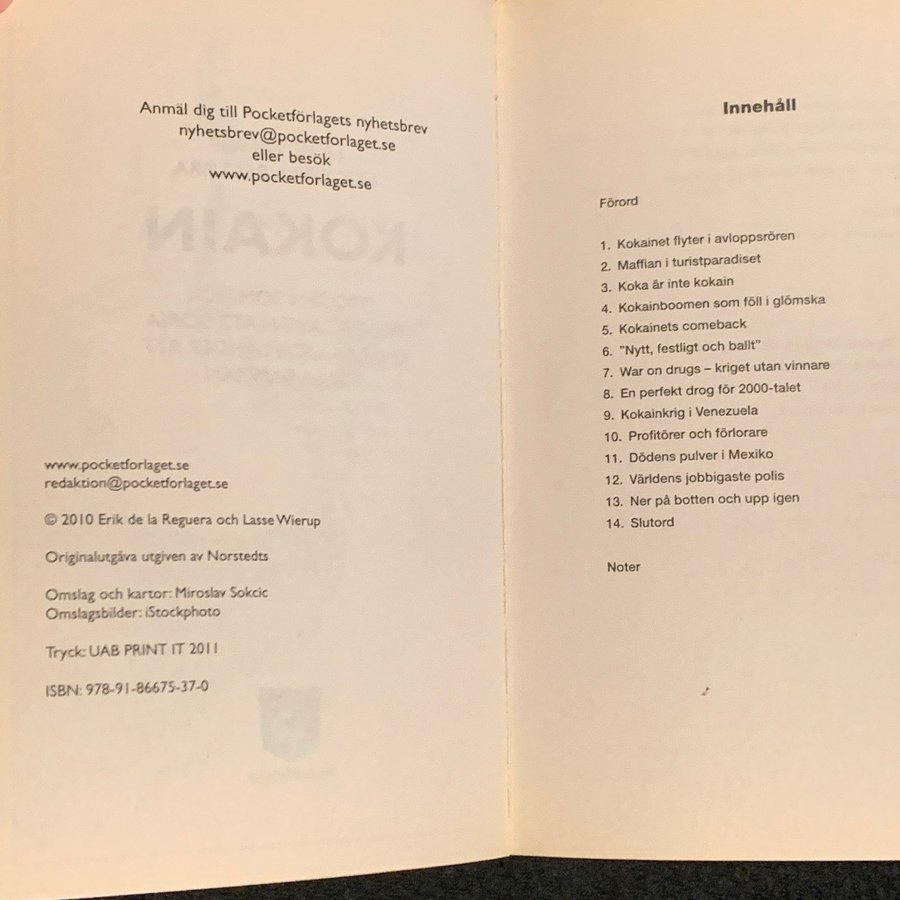 Anmäl dig till Pocketförlagets nyhetsbrev
nyhetsbrev@pocketforlaget.se
eller besök
www.pocketforlaget.se
KOKAIN
www.pocketforlaget.se
redaktion@pocketforlaget.se
© 2010 Erik de la Reguera och Lasse Wierup
Originalutgåva utgiven av Norstedts
Omslag och kartor: Miroslav Sokcic
Omslagsbilder: iStockphoto
Tryck: UAB PRINT IT 2011
ISBN: 978-91-86675-37-0
Innehåll
Förord
1. Kokainet flyter i avloppsrören
2. Maffian i turistparadiset
3. Koka är inte kokain
4. Kokainboomen som föll i glömska
5. Kokainets comeback
6. ”Nytt, festligt och ballt”
7. War on drugs – kriget utan vinnare
8. En perfekt drog för 2000-talet
9. Kokainkrig i Venezuela
10. Profitörer och förlorare
11. Dödens pulver i Mexiko
12. Världens jobbigaste polis
13. Ner på botten och upp igen
14. Slutord
Noter